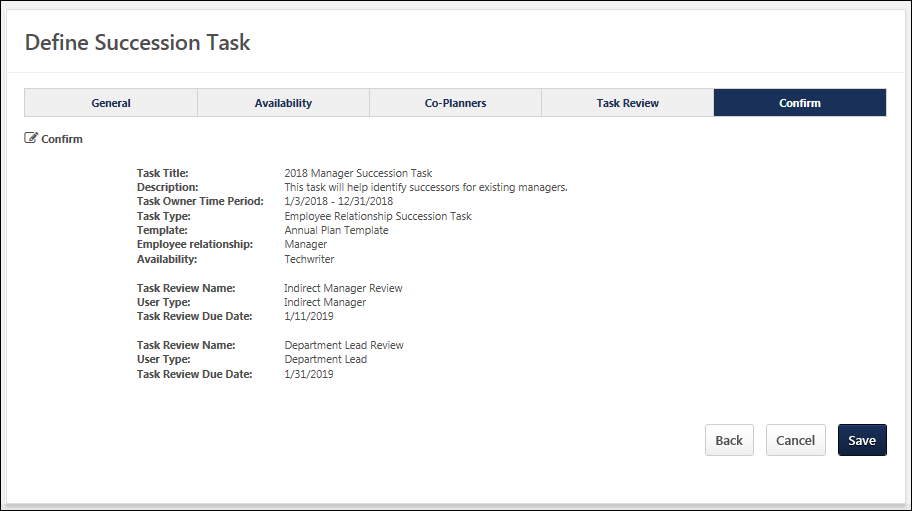 Define Succession Task
General Availability Co-Planners Task Review Confirm
Confirm
Task Title: 2018 Manager Succession Task
Description: This task will help identify successors for existing managers.
Task Owner Time Period: 1/3/2018 - 12/31/2018
Task Type: Employee Relationship Succession Task
Template: Annual Plan Template
Employee relationship: Manager
Availability: Techwriter
Task Review Name: Indirect Manager Review
User Type: Indirect Manager
Task Review Due Date: 1/11/2019
Task Review Name: Department Lead Review
User Type: Department Lead
Task Review Due Date: 1/31/2019
Back Cancel Save